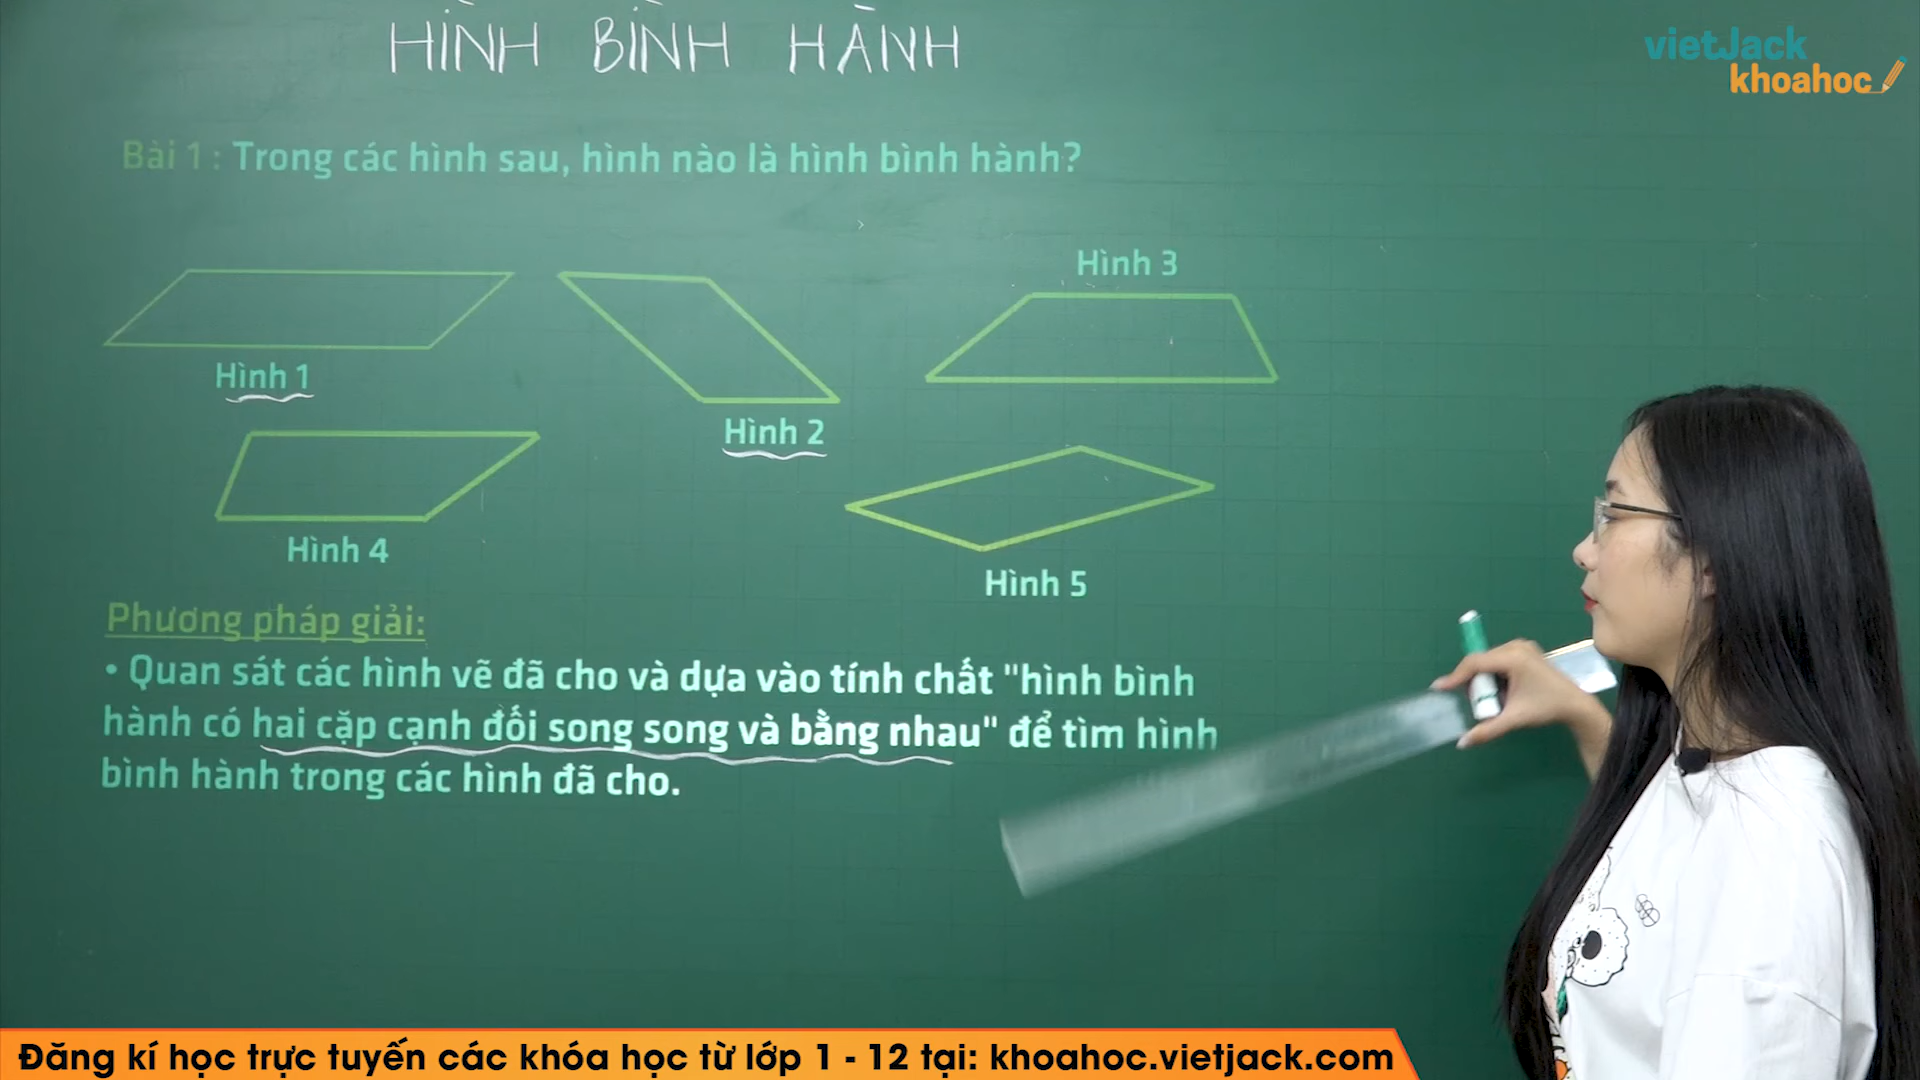 HÌNH BÌNH HÀNH
vietJack
khoahoc
Bài 1 : Trong các hình sau, hình nào là hình bình hành?
Hình 3
Hình 1
Hình 2
Hình 4
Hình 5
Phương pháp giải:
• Quan sát các hình vẽ đã cho và dựa vào tính chất "hình bình
hành có hai cặp cạnh đối song song và bằng nhau" để tìm hình
bình hành trong các hình đã cho.
Đăng kí học trực tuyến các khóa học từ lớp 1 - 12 tại: khoahoc.vietjack.com